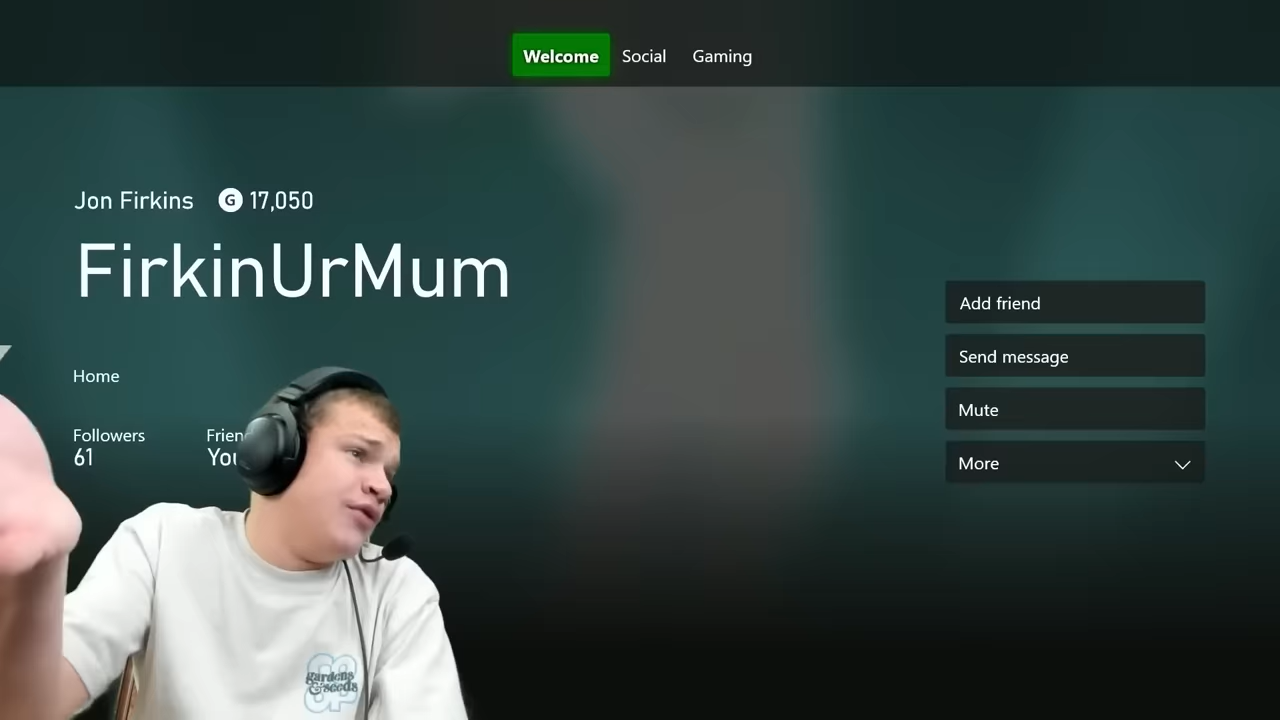 Welcome Social Gaming
Jon Firkins G 17,050
FirkinUrMum
Add friend
Send message
Home
Mute
Followers
61
More
gardens
&seeds